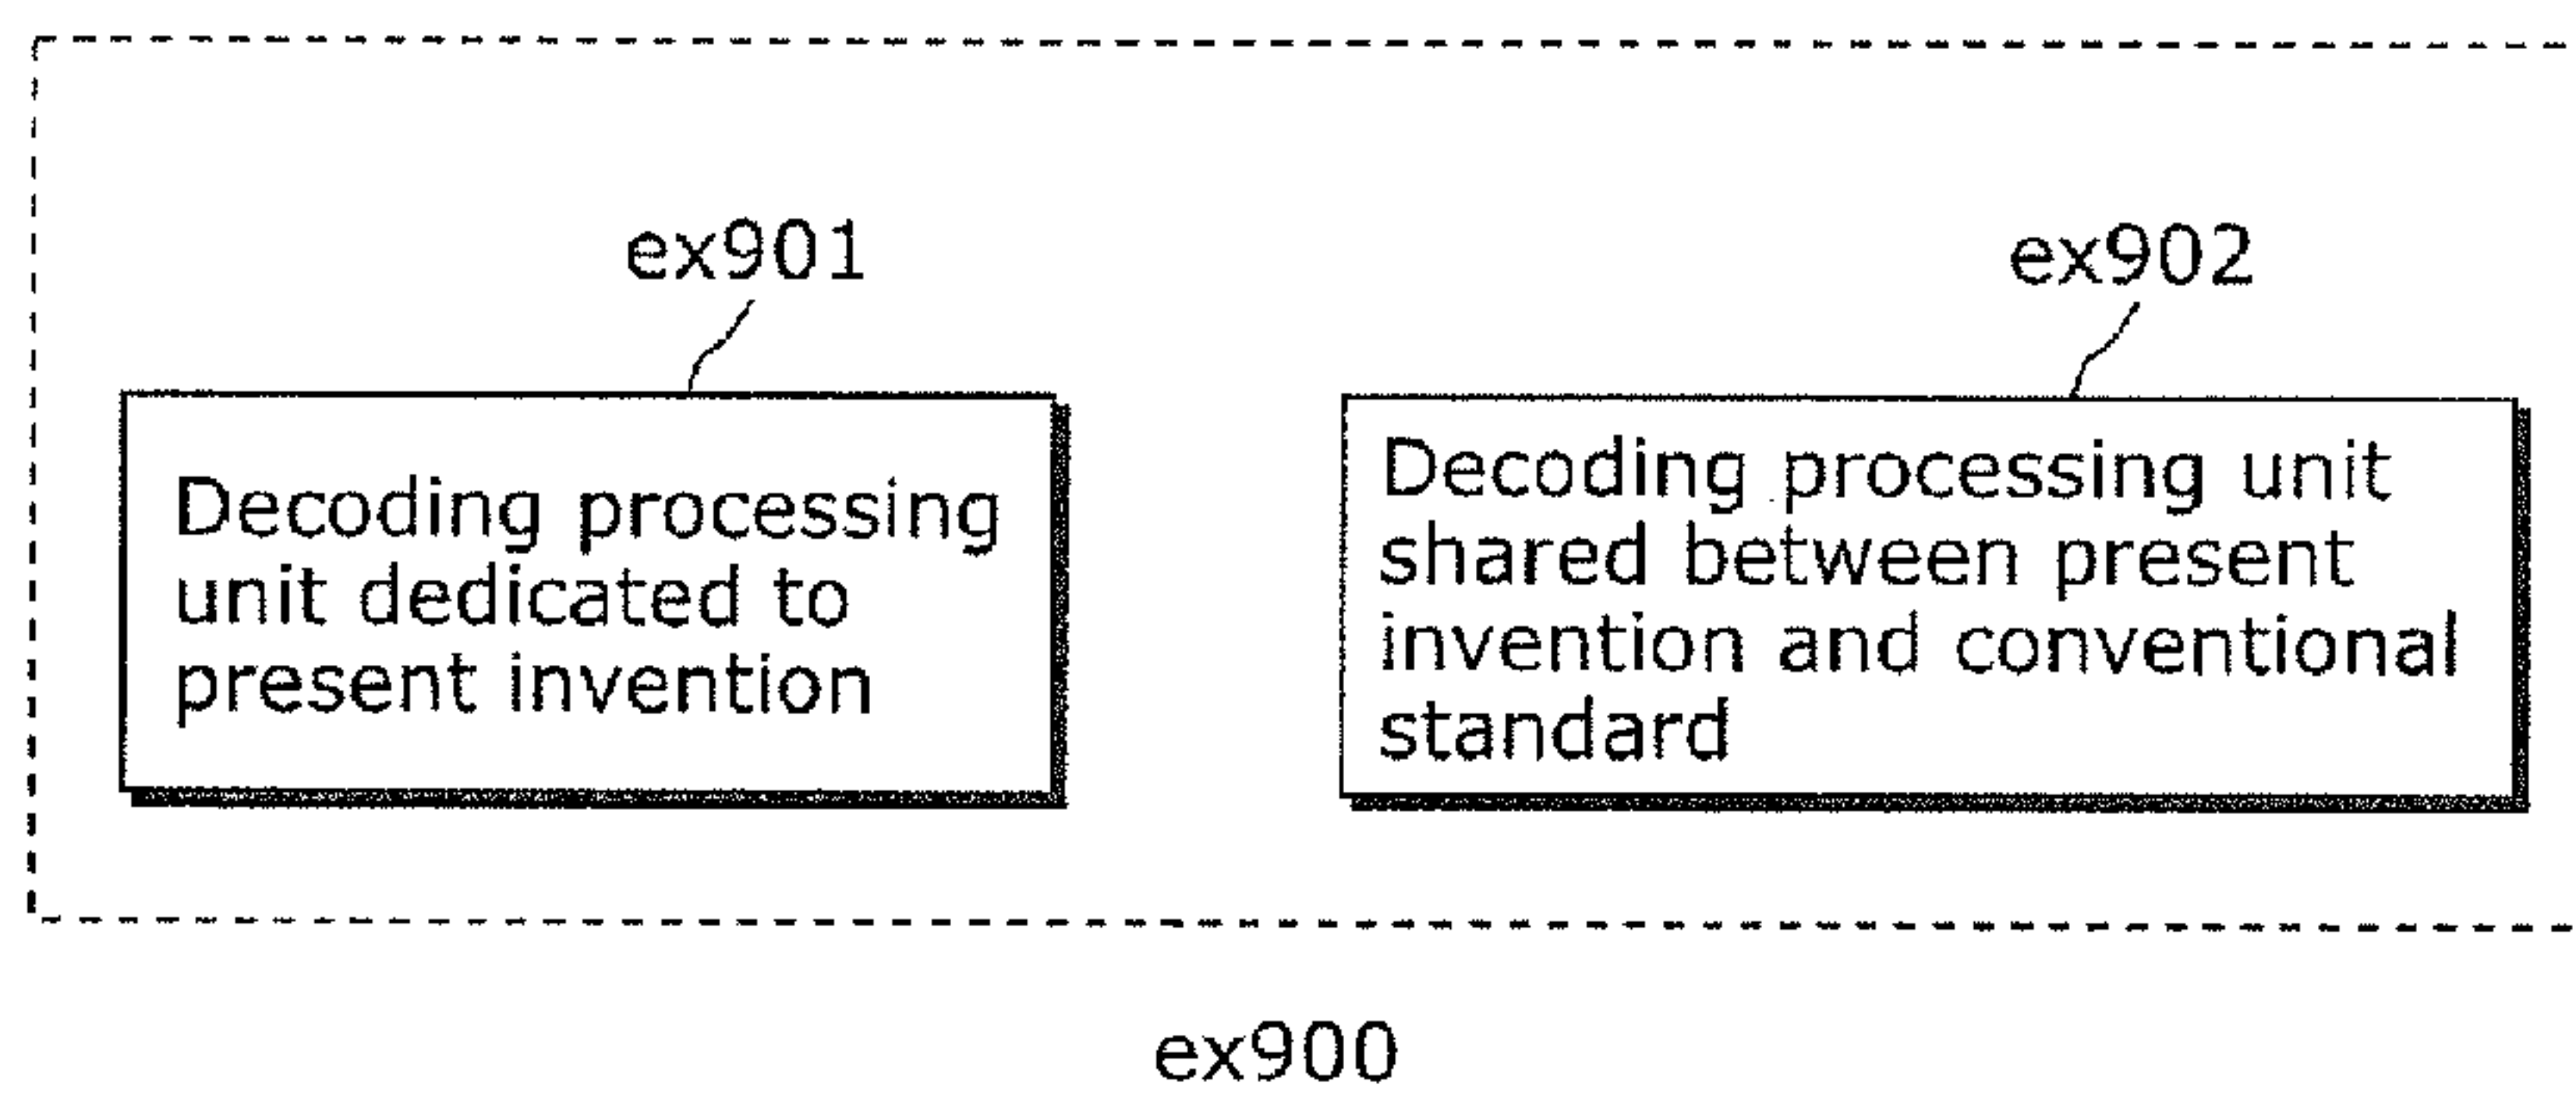 ex901
Decoding processing
unit dedicated to
present invention
ex902
Decoding processing unit
shared between present
invention and conventional
standard
ex900